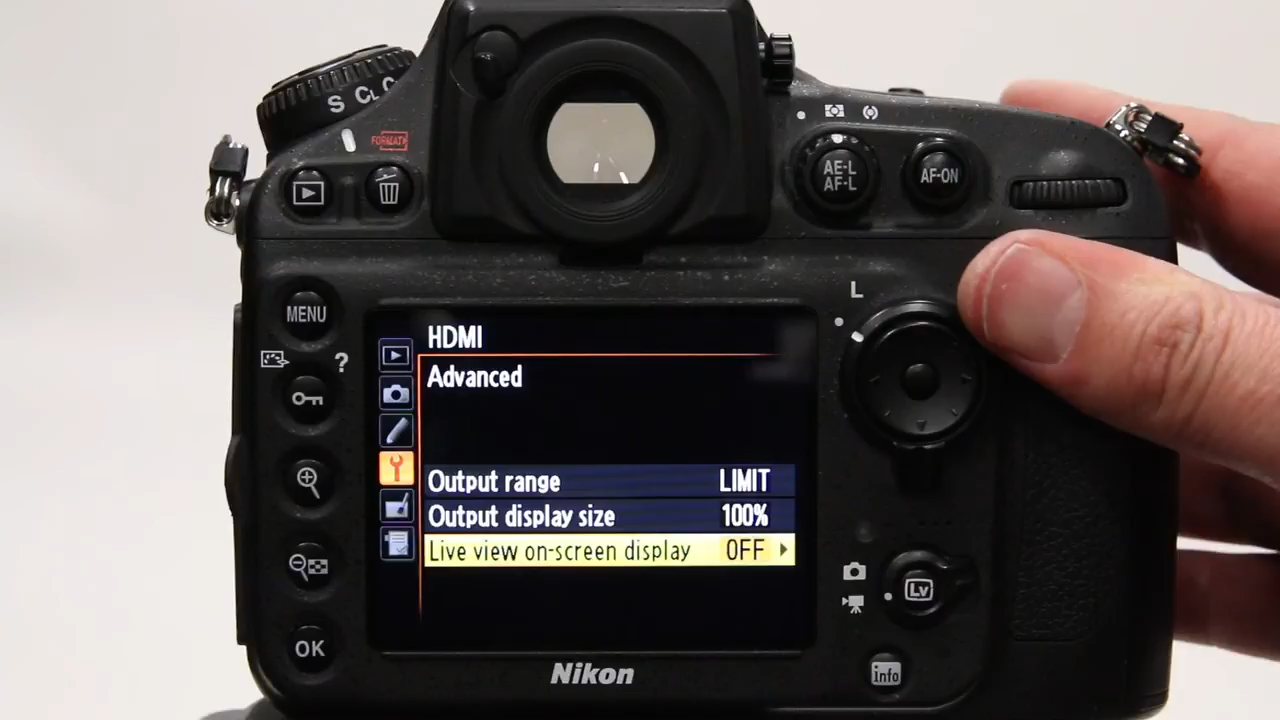 S CL C
FORMAT
AE-L
AF-L
AF-ON
L
MENU
?
HDMI
Advanced
Output range LIMIT
Output display size 100%
Live view on-screen display OFF
Lv
OK
Nikon
info